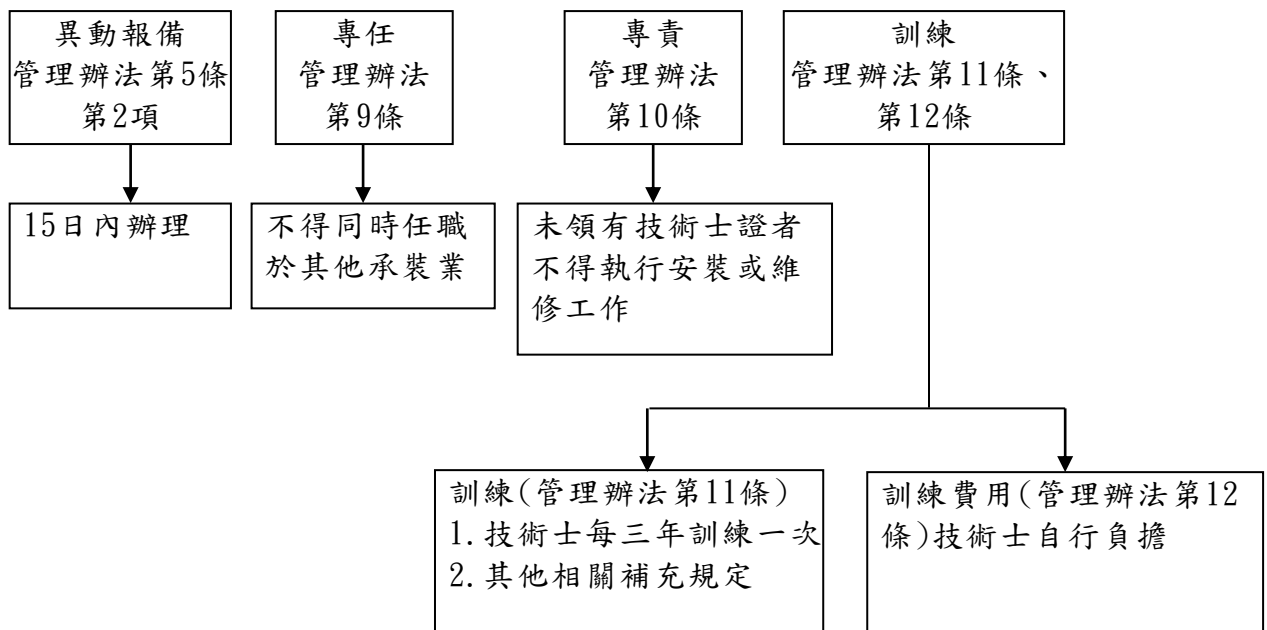 異動報備
管理辦法第5條
第2項
專任
管理辦法
第9條
專責
管理辦法
第10條
訓練
管理辦法第11條、
第12條
15日內辦理
不得同時任職
於其他承裝業
未領有技術士證者
不得執行安裝或維
修工作
訓練(管理辦法第11條)
1.技術士每三年訓練一次
2.其他相關補充規定
訓練費用(管理辦法第12
條)技術士自行負擔